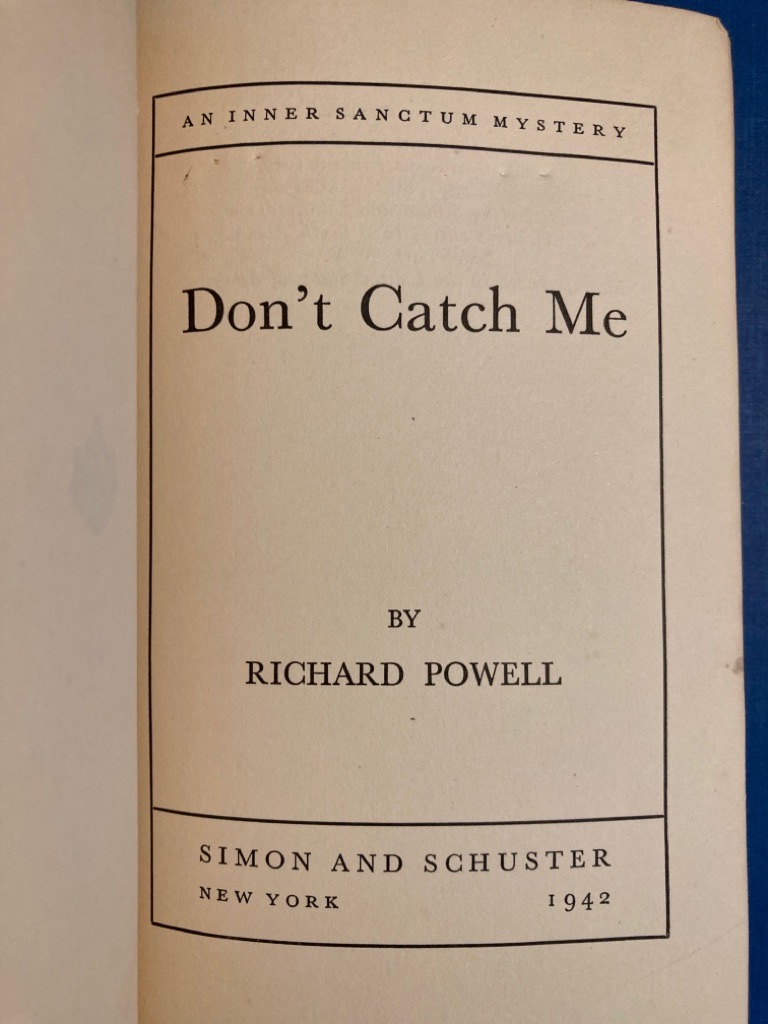 AN INNER SANCTUM MYSTERY
Don't Catch Me
BY
RICHARD POWELL
SIMON AND SCHUSTER
NEW YORK 1942